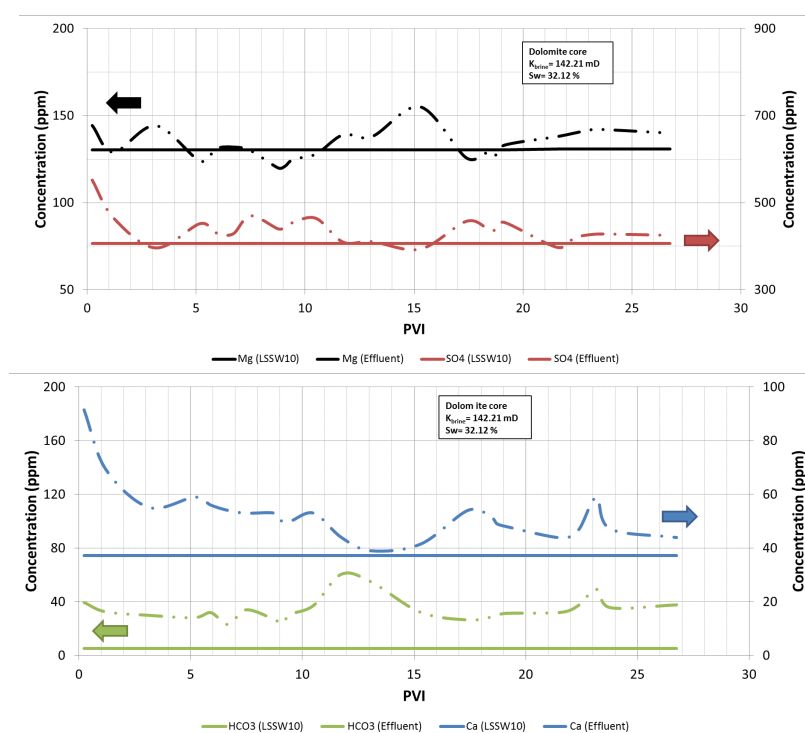 200
900
Dolomite core
Kbrine= 142.21 mD
Sw= 32.12 %
150
700
Concentration (ppm)
Concentration (ppm)
100
500
50
300
0
5
10
15
20
25
30
PVI
Mg (LSSW10)
Mg (Effluent)
SO4 (LSSW10)
SO4 (Effluent)
200
100
Dolom ite core
Kbrine= 142.21 mD
Sw= 32.12 %
160
80
120
60
Concentration (ppm)
Concentration (ppm)
80
40
40
20
0
0
0
5
10
15
20
25
30
PVI
HCO3 (LSSW10)
HCO3 (Effluent)
Ca (LSSW10)
Ca (Effluent)